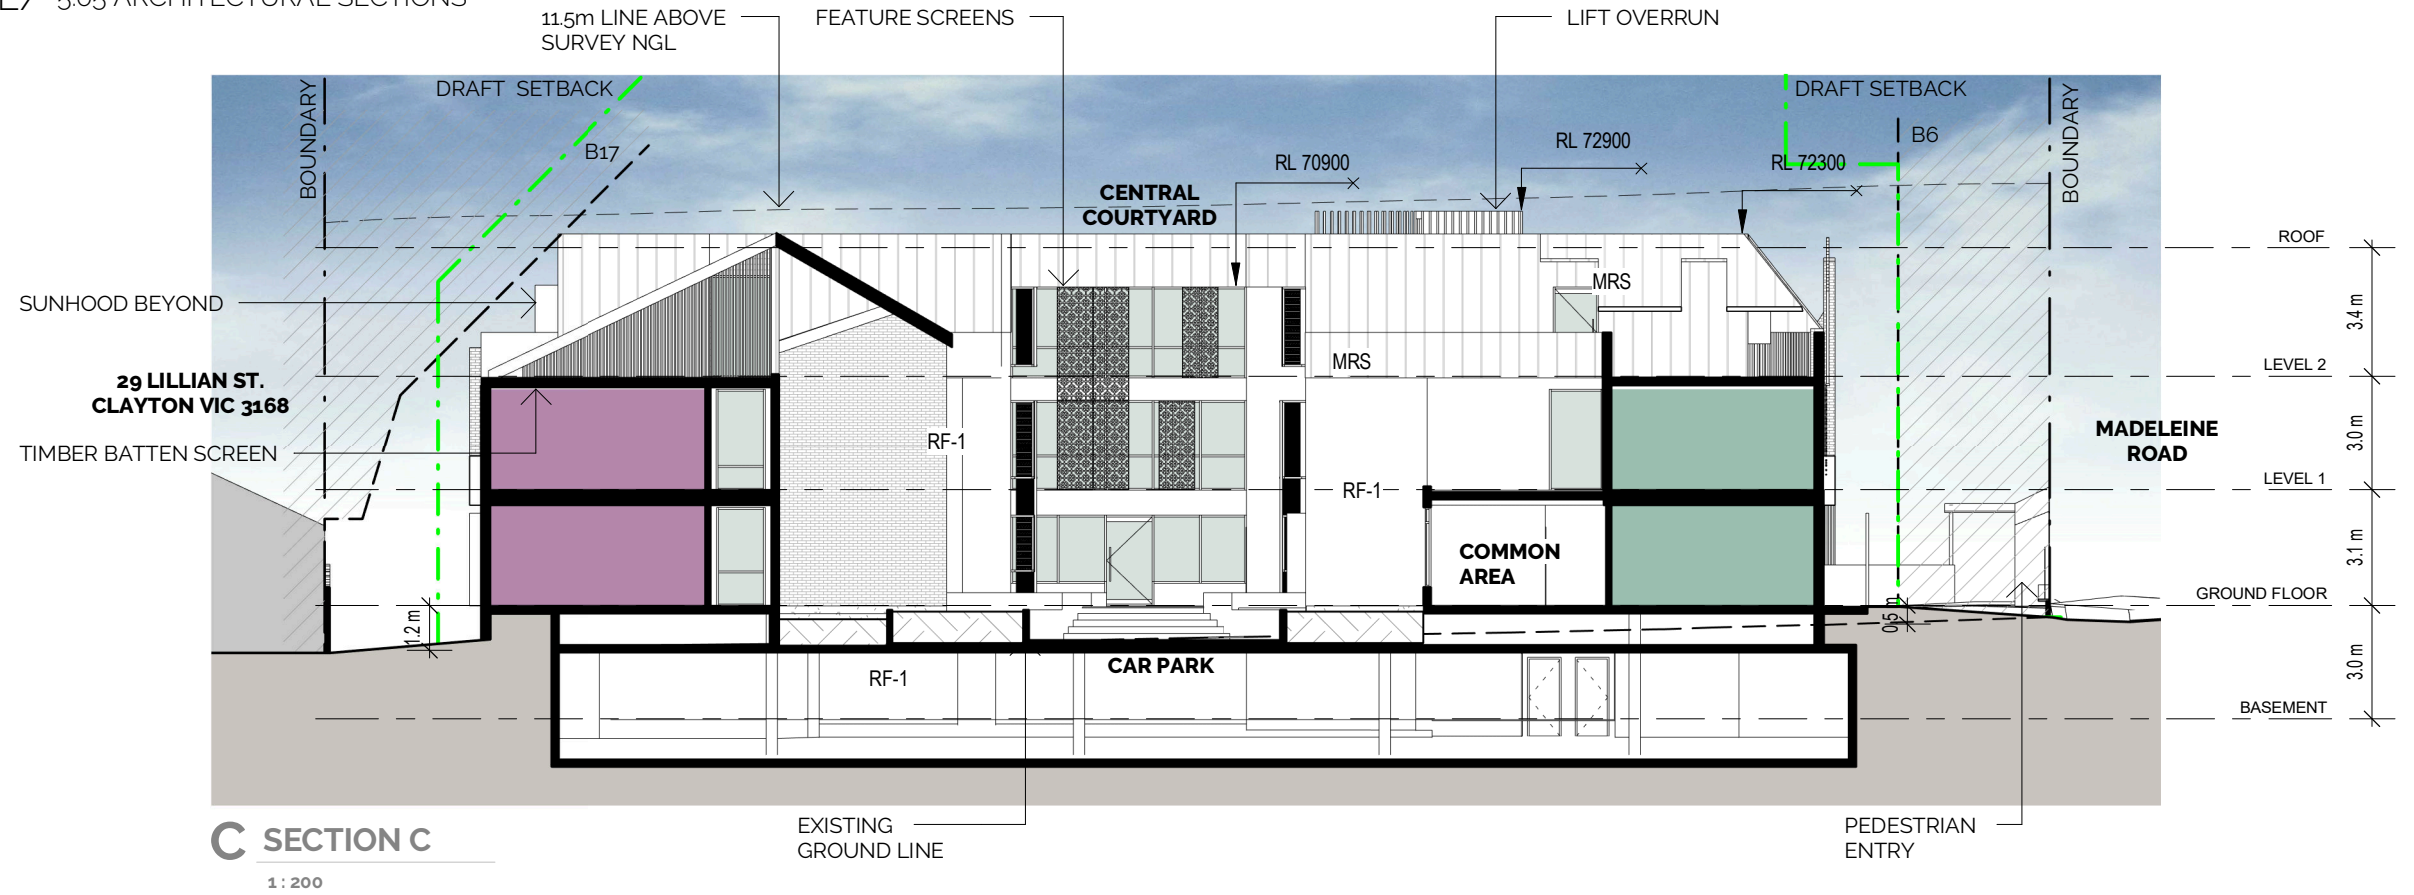 5.05 ARCHITECTURAL SECTIONS
11.5m LINE ABOVE
SURVEY NGL
FEATURE SCREENS
LIFT OVERRUN
BOUNDARY
DRAFT SETBACK
B17
DRAFT SETBACK
B6
BOUNDARY
RL 70900
RL 72900
RL 72300
CENTRAL
COURTYARD
ROOF
SUNHOOD BEYOND
MRS
3.4 m
MRS
LEVEL 2
29 LILLIAN ST.
CLAYTON VIC 3168
TIMBER BATTEN SCREEN
RF-1
MADELEINE
ROAD
3.0 m
RF-1
LEVEL 1
COMMON
AREA
3.1 m
GROUND FLOOR
1.2 m
0.5 m
CAR PARK
RF-1
3.0 m
BASEMENT
EXISTING
GROUND LINE
PEDESTRIAN
ENTRY
C SECTION C
1 : 200